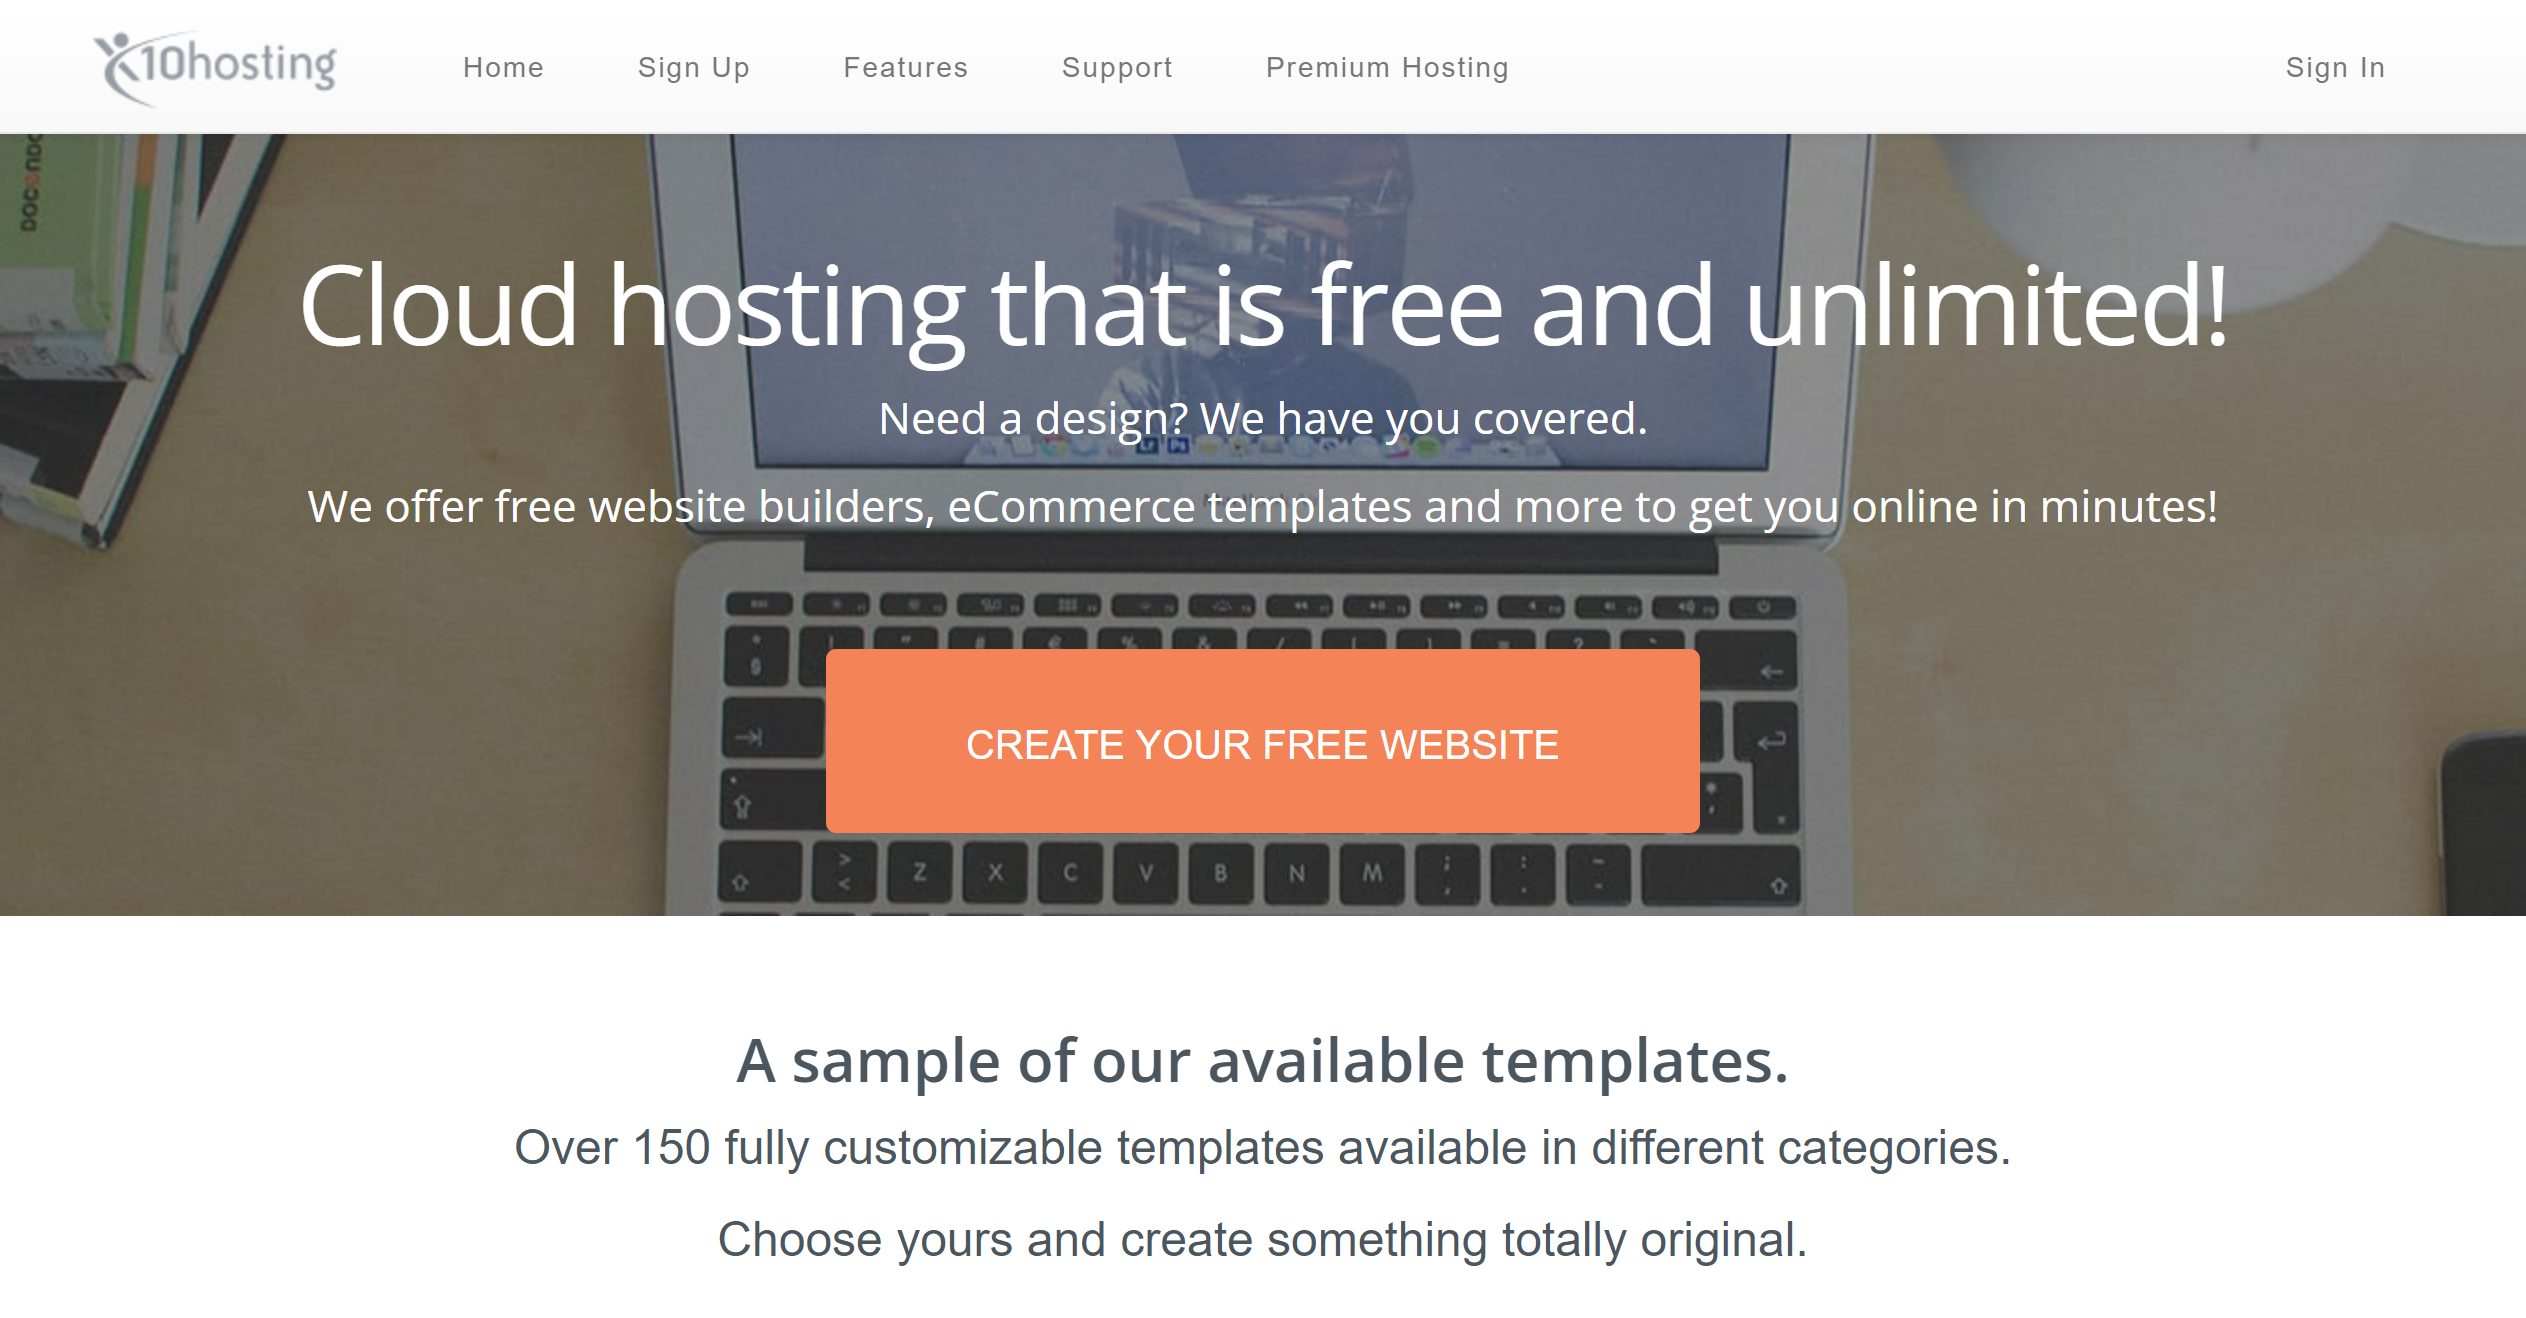 x10hosting
Home
Sign Up
Features
Support
Premium Hosting
Sign In
DOCENDO
Cloud hosting that is free and unlimited!
Need a design? We have you covered.
We offer free website builders, eCommerce templates and more to get you online in minutes!
CREATE YOUR FREE WEBSITE
Z X C V B N M
A sample of our available templates.
Over 150 fully customizable templates available in different categories.
Choose yours and create something totally original.